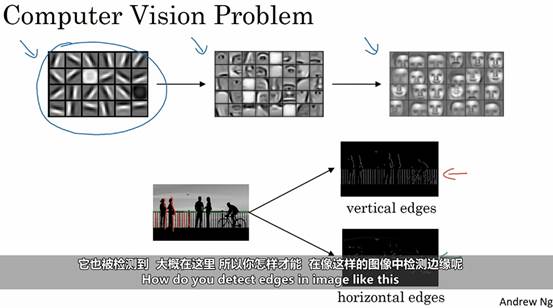 Computer Vision Problem
vertical edges
它也被检测到 大概在这里 所以你怎样才能 在像这样的图像中检测边缘呢
How do you detect edges in image like this
horizontal edges
Andrew Ng